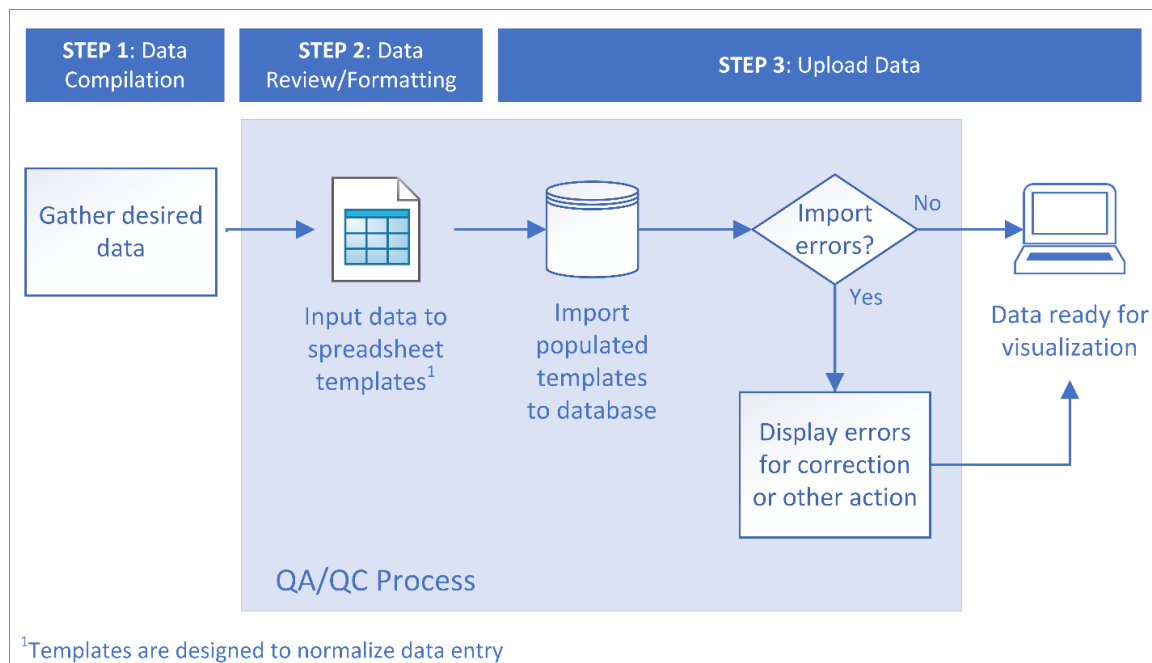 STEP 1: Data
Compilation
STEP 2: Data
Review/Formatting
STEP 3: Upload Data
Gather desired
data
Input data to
spreadsheet
templates¹
Import
populated
templates
to database
Import
errors?
No
Yes
Data ready for
visualization
Display errors
for correction
or other action
QA/QC Process
¹Templates are designed to normalize data entry